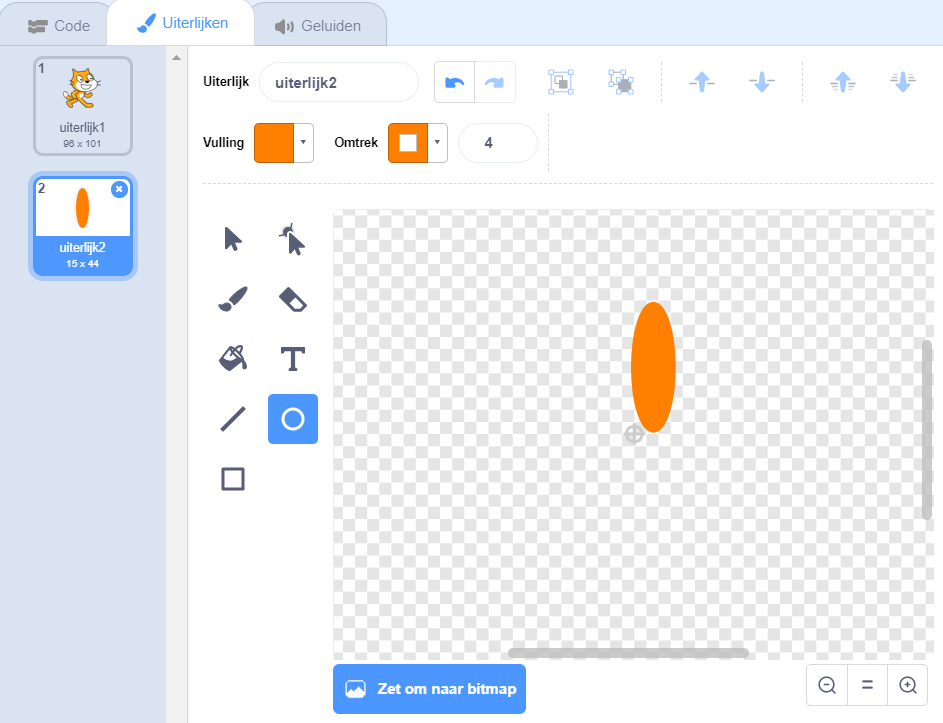 Code
Uiterlijken
Geluiden
1
uiterlijk1
96 x 101
2
uiterlijk2
15 x 44
Uiterlijk
uiterlijk2
Vulling
Omtrek
4
T
Zet om naar bitmap